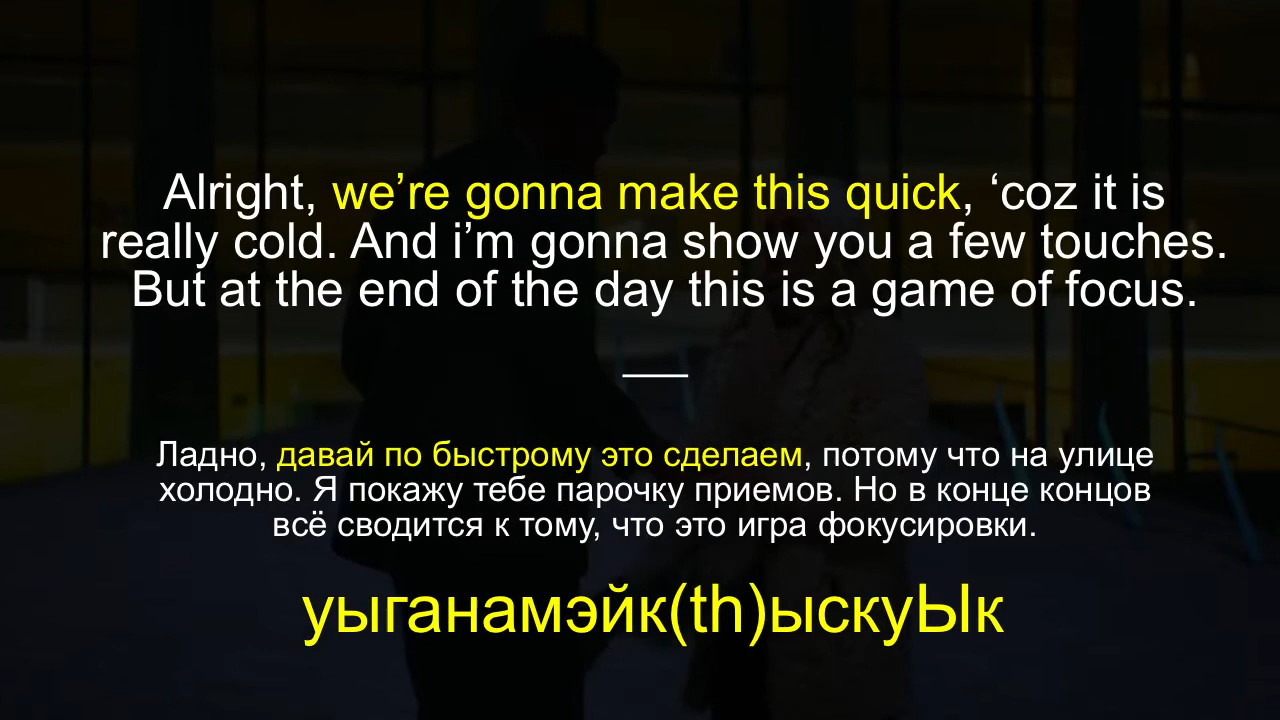 Alright, we’re gonna make this quick, ‘coz it is
really cold. And i’m gonna show you a few touches.
But at the end of the day this is a game of focus.
Ладно, давай по быстрому это сделаем, потому что на улице
холодно. Я покажу тебе парочку приемов. Но в конце концов
всё сводится к тому, что это игра фокусировки.
уыганамэйк(th)ыскуЫк